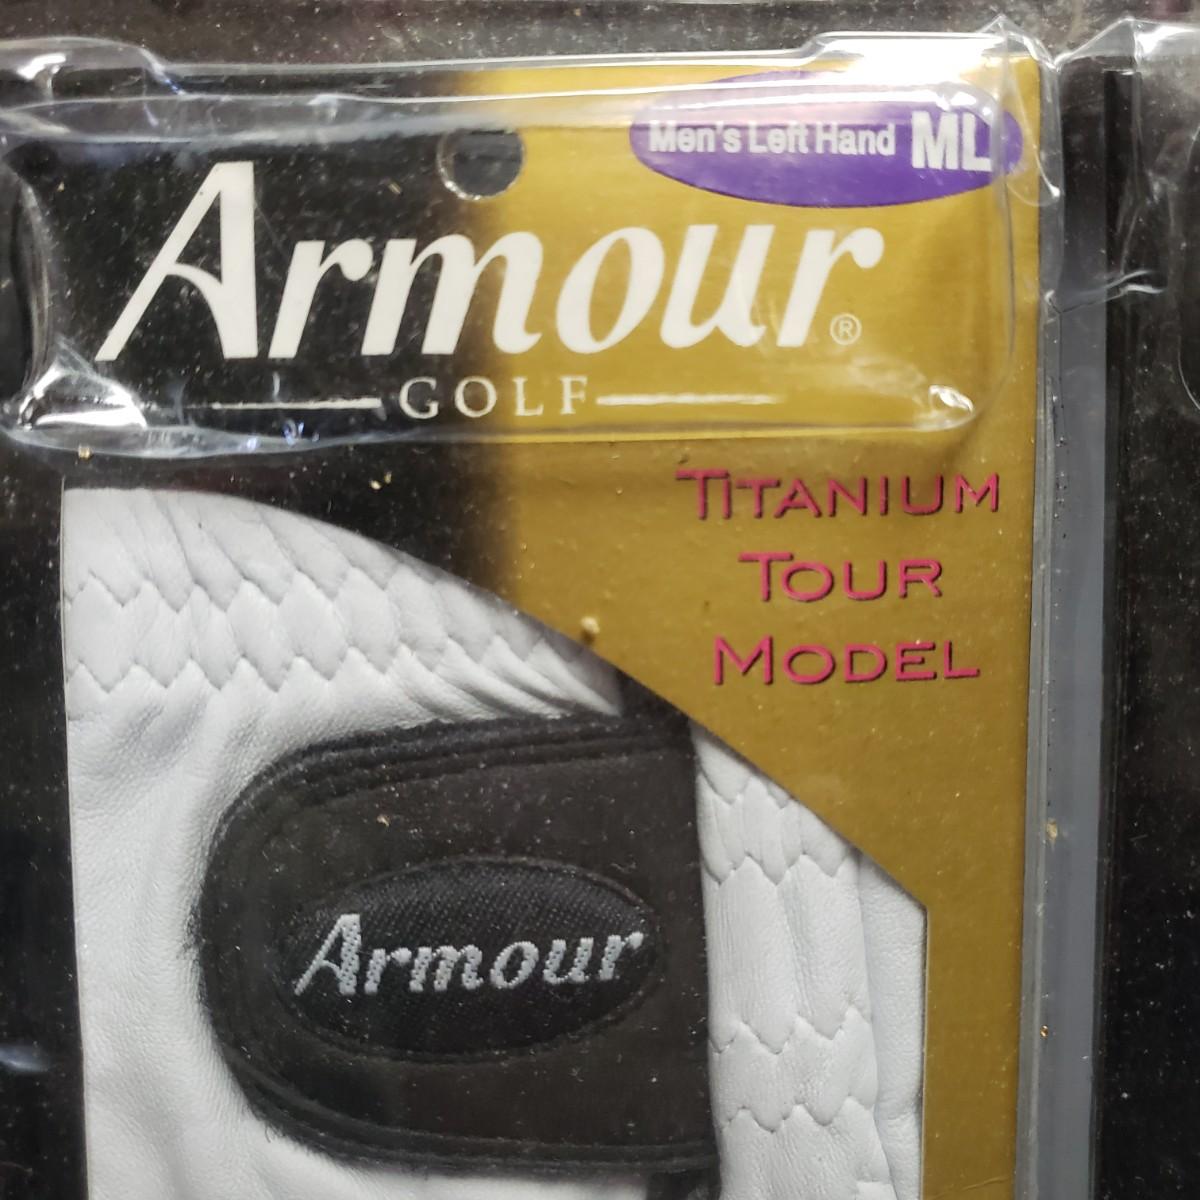 Men's Left Hand ML
Armour®
GOLF
TITANIUM
TOUR
MODEL
Armour